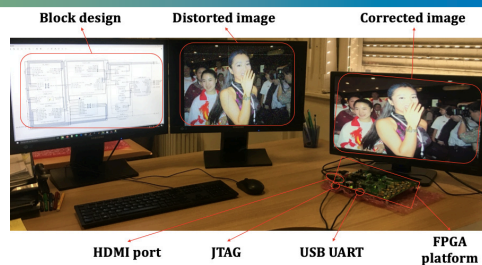 Block design
Distorted image
Corrected image
HDMI port
JTAG
USB UART
FPGA
platform